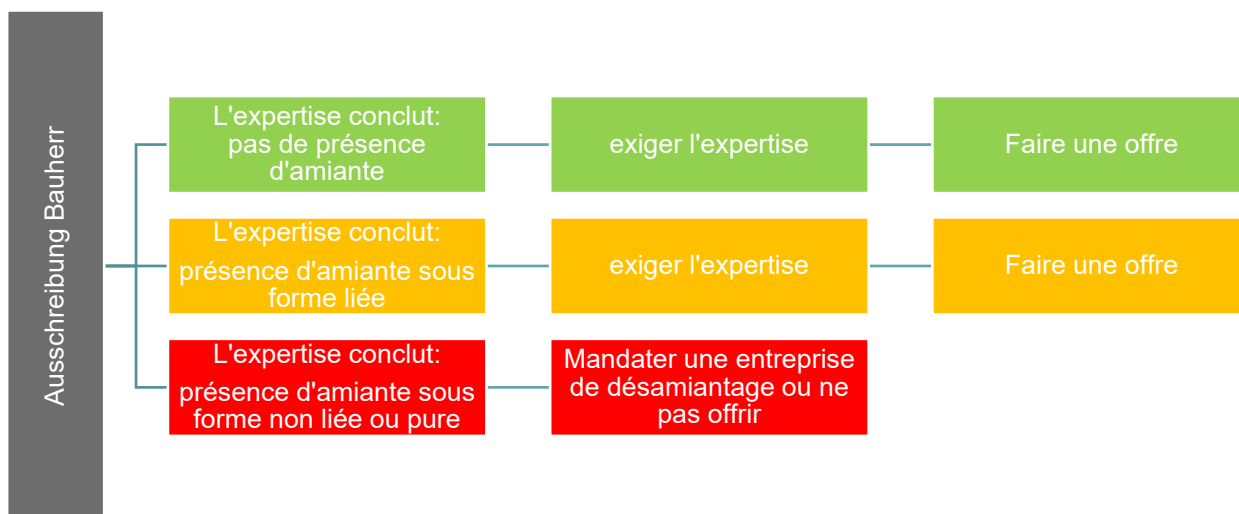 Ausschreibung Bauherr
L'expertise conclut:
pas de présence
d'amiante
exiger l'expertise
Faire une offre
L'expertise conclut:
présence d'amiante sous
forme liée
exiger l'expertise
Faire une offre
L'expertise conclut:
présence d'amiante sous
forme non liée ou pure
Mandater une entreprise
de désamiantage ou ne
pas offrir